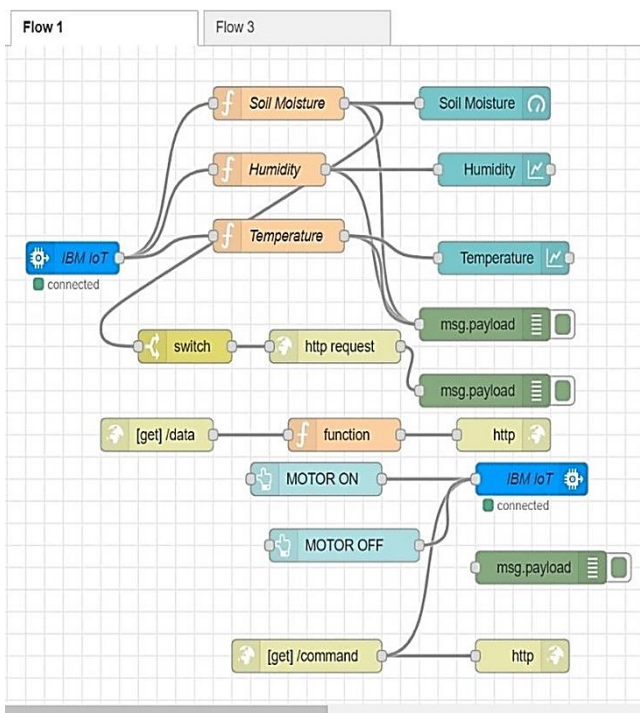 Flow 1
Flow 3
Soil Moisture
Soil Moisture
Humidity
Humidity
Temperature
IBM IoT
Temperature
connected
msg.payload
switch
http request
msg.payload
[get] /data
function
http
MOTOR ON
IBM IoT
connected
MOTOR OFF
msg.payload
[get] /command
http